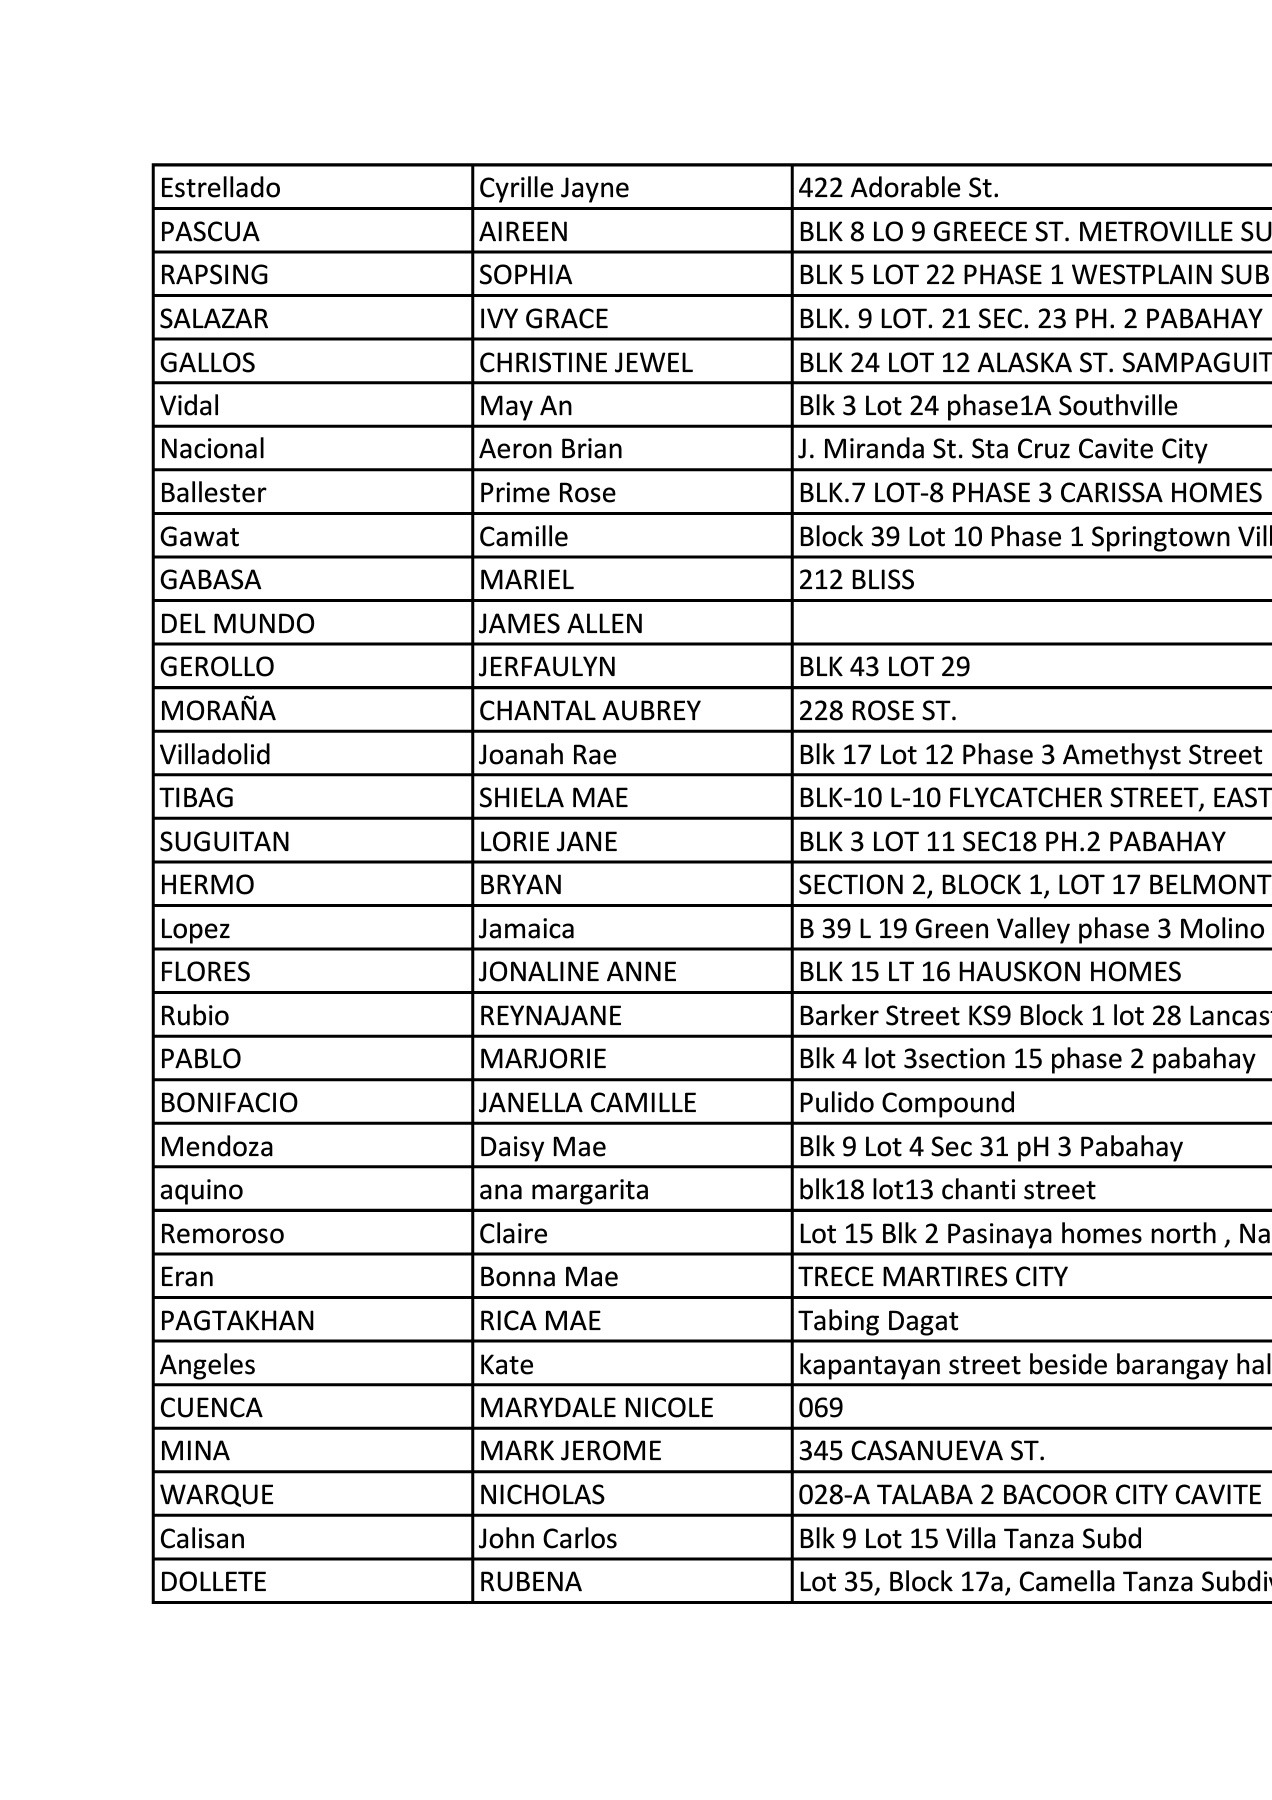 Estrellado Cyrille Jayne 422 Adorable St.
PASCUA AIREEN BLK 8 LO 9 GREECE ST. METROVILLE SU
RAPSING SOPHIA BLK 5 LOT 22 PHASE 1 WESTPLAIN SUB
SALAZAR IVY GRACE BLK. 9 LOT. 21 SEC. 23 PH. 2 PABAHAY
GALLOS CHRISTINE JEWEL BLK 24 LOT 12 ALASKA ST. SAMPAGUIT
Vidal May An Blk 3 Lot 24 phase1A Southville
Nacional Aeron Brian J. Miranda St. Sta Cruz Cavite City
Ballester Prime Rose BLK.7 LOT-8 PHASE 3 CARISSA HOMES
Gawat Camille Block 39 Lot 10 Phase 1 Springtown Vill
GABASA MARIEL 212 BLISS
DEL MUNDO JAMES ALLEN
GEROLLO JERFAULYN BLK 43 LOT 29
MORAÑA CHANTAL AUBREY 228 ROSE ST.
Villadolid Joanah Rae Blk 17 Lot 12 Phase 3 Amethyst Street
TIBAG SHIELA MAE BLK-10 L-10 FLYCATCHER STREET, EAST
SUGUITAN LORIE JANE BLK 3 LOT 11 SEC18 PH.2 PABAHAY
HERMO BRYAN SECTION 2, BLOCK 1, LOT 17 BELMONT
Lopez Jamaica B 39 L 19 Green Valley phase 3 Molino
FLORES JONALINE ANNE BLK 15 LT 16 HAUSKON HOMES
Rubio REYNAJANE Barker Street KS9 Block 1 lot 28 Lancas
PABLO MARJORIE Blk 4 lot 3section 15 phase 2 pabahay
BONIFACIO JANELLA CAMILLE Pulido Compound
Mendoza Daisy Mae Blk 9 Lot 4 Sec 31 pH 3 Pabahay
aquino ana margarita blk18 lot13 chanti street
Remoroso Claire Lot 15 Blk 2 Pasinaya homes north , Na
Eran Bonna Mae TRECE MARTIRES CITY
PAGTAKHAN RICA MAE Tabing Dagat
Angeles Kate kapantayan street beside barangay hal
CUENCA MARYDALE NICOLE 069
MINA MARK JEROME 345 CASANUEVA ST.
WARQUE NICHOLAS 028-A TALABA 2 BACOOR CITY CAVITE
Calisan John Carlos Blk 9 Lot 15 Villa Tanza Subd
DOLLETE RUBENA Lot 35, Block 17a, Camella Tanza Subdiv